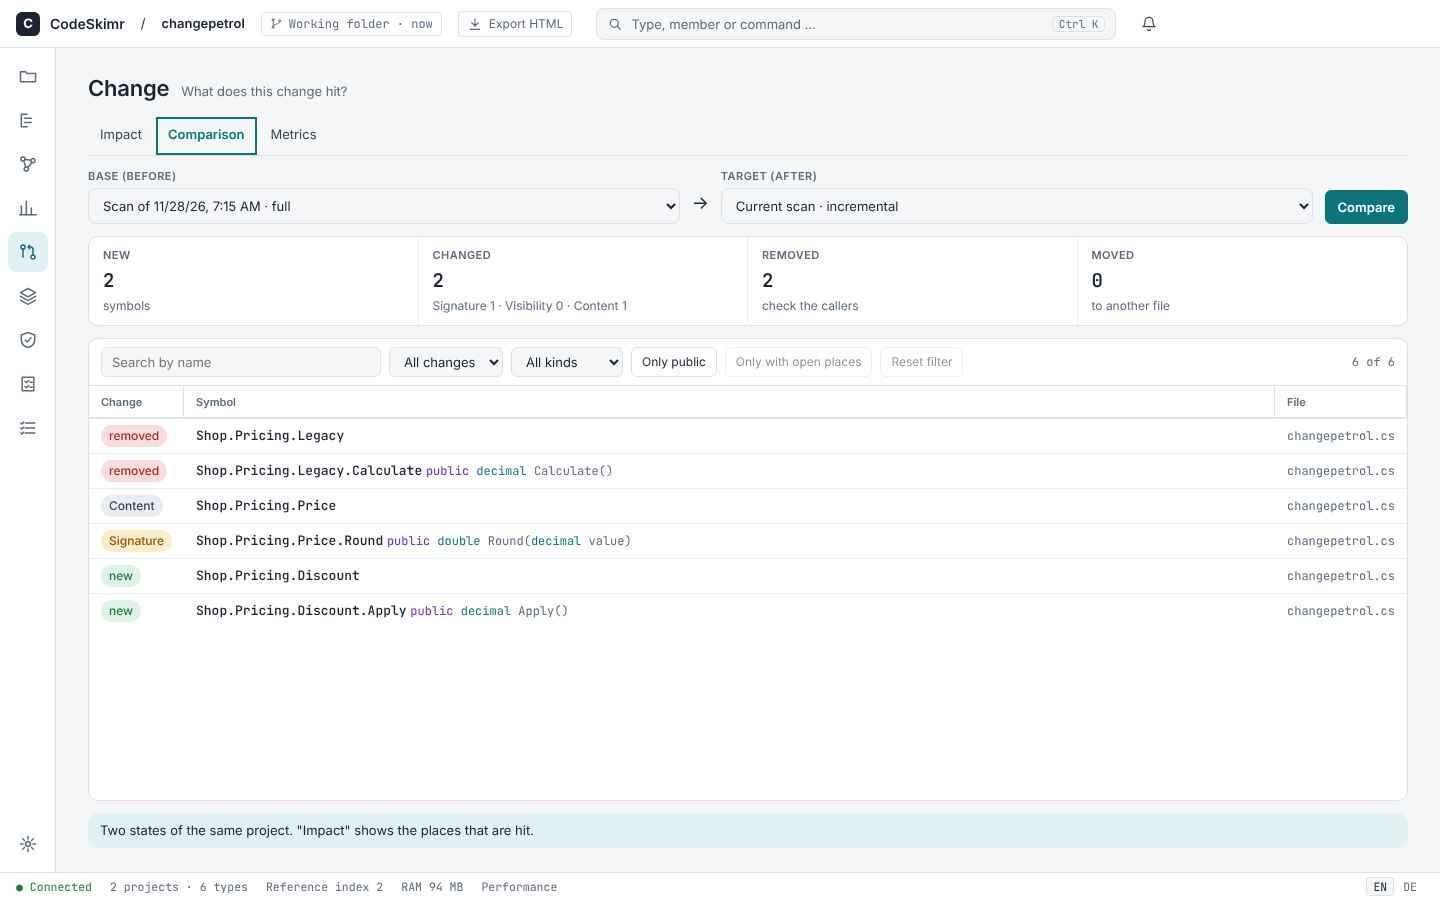 C CodeSkimr / changepetrol Working folder · now Export HTML Type, member or command ... Ctrl K
Change What does this change hit?
Impact Comparison Metrics
BASE (BEFORE) TARGET (AFTER)
Scan of 11/28/26, 7:15 AM · full → Current scan · incremental Compare
NEW CHANGED REMOVED MOVED
2 2 2 0
symbols Signature 1 · Visibility 0 · Content 1 check the callers to another file
Search by name All changes All kinds Only public Only with open places Reset filter 6 of 6
Change Symbol File
removed Shop.Pricing.Legacy changepetrol.cs
removed Shop.Pricing.Legacy.Calculate public decimal Calculate() changepetrol.cs
Content Shop.Pricing.Price changepetrol.cs
Signature Shop.Pricing.Price.Round public double Round(decimal value) changepetrol.cs
new Shop.Pricing.Discount changepetrol.cs
new Shop.Pricing.Discount.Apply public decimal Apply() changepetrol.cs
Two states of the same project. "Impact" shows the places that are hit.
Connected 2 projects · 6 types Reference index 2 RAM 94 MB Performance EN DE